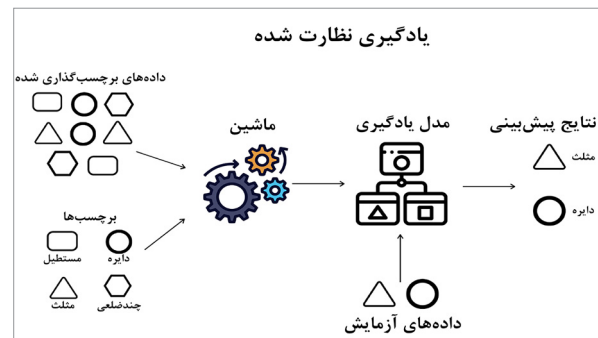 یادگیری نظارت شده
داده‌های برچسب‌گذاری شده
برچسب‌ها
مستطیل
دایره
مثلث
چندضلعی
ماشین
مدل یادگیری
داده‌های آزمایش
نتایج پیش‌بینی
مثلث
دایره